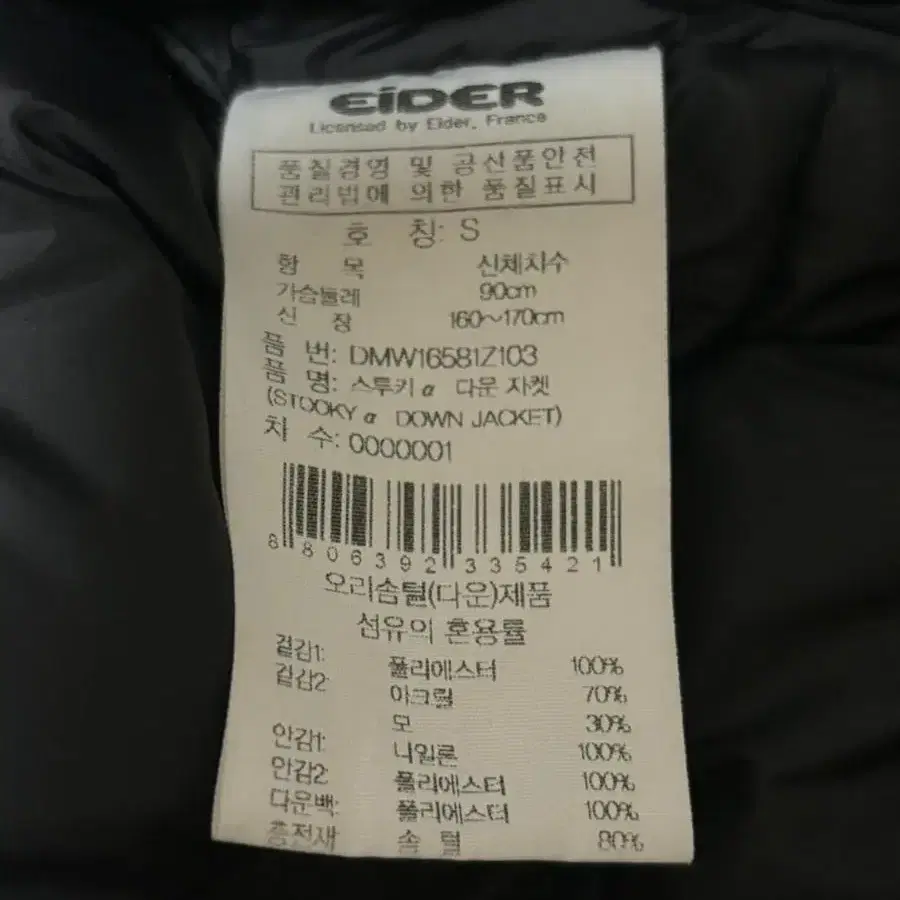 EiDER
Licensed by Eider, France
품질경영 및 공산품안전
관리법에 의한 품질표시
호 칭: S
항 목 신체치수
가슴둘레 90cm
신 장 160~170cm
품 번: DMW16581Z103
품 명: 스투키 α 다운 자켓
(STOOKY α DOWN JACKET)
차 수: 0000001
8 806392 335421
오리솜털(다운)제품
섬유의 혼용률
겉감1: 폴리에스터 100%
겉감2: 아크릴 70%
모 30%
안감1: 나일론 100%
안감2: 폴리에스터 100%
다운백: 폴리에스터 100%
충전재 솜 털 80%